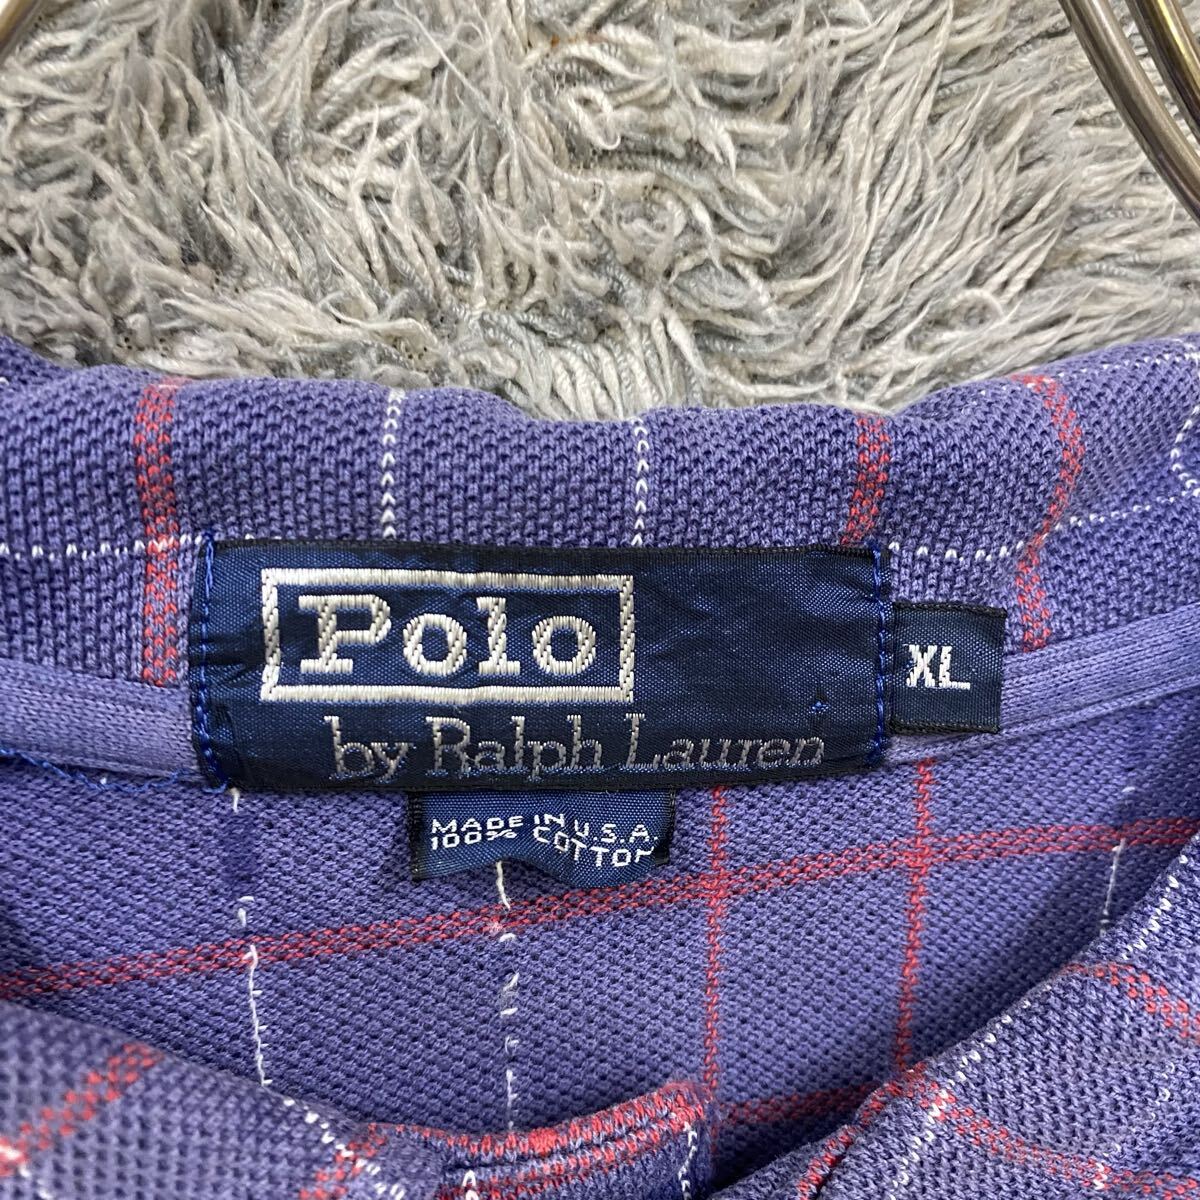 Polo
by Ralph Lauren
XL
MADE IN U.S.A.
100% COTTON